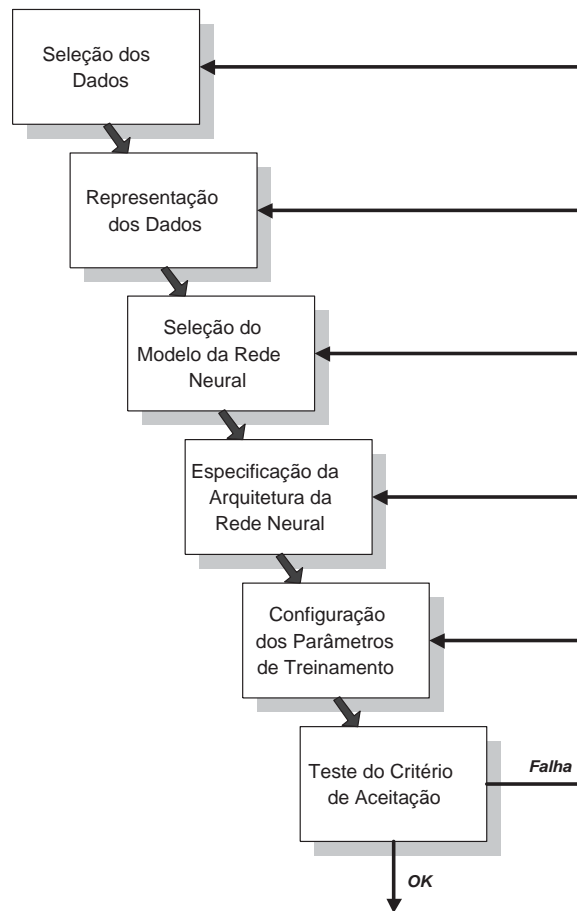 Seleção dos
Dados
Representação
dos Dados
Seleção do
Modelo da Rede
Neural
Especificação da
Arquitetura da
Rede Neural
Configuração
dos Parâmetros
de Treinamento
Teste do Critério
de Aceitação
Falha
OK